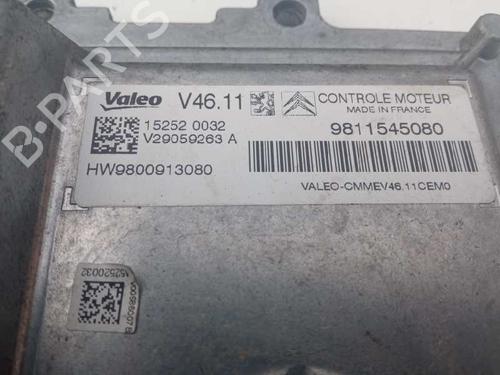 B-PARTS
Valeo V46.11 CONTROLE MOTEUR
MADE IN FRANCE
15252 0032
V29059263 A
9811545080
HW9800913080
VALEO-CMMEV46.11CEM0
152520032